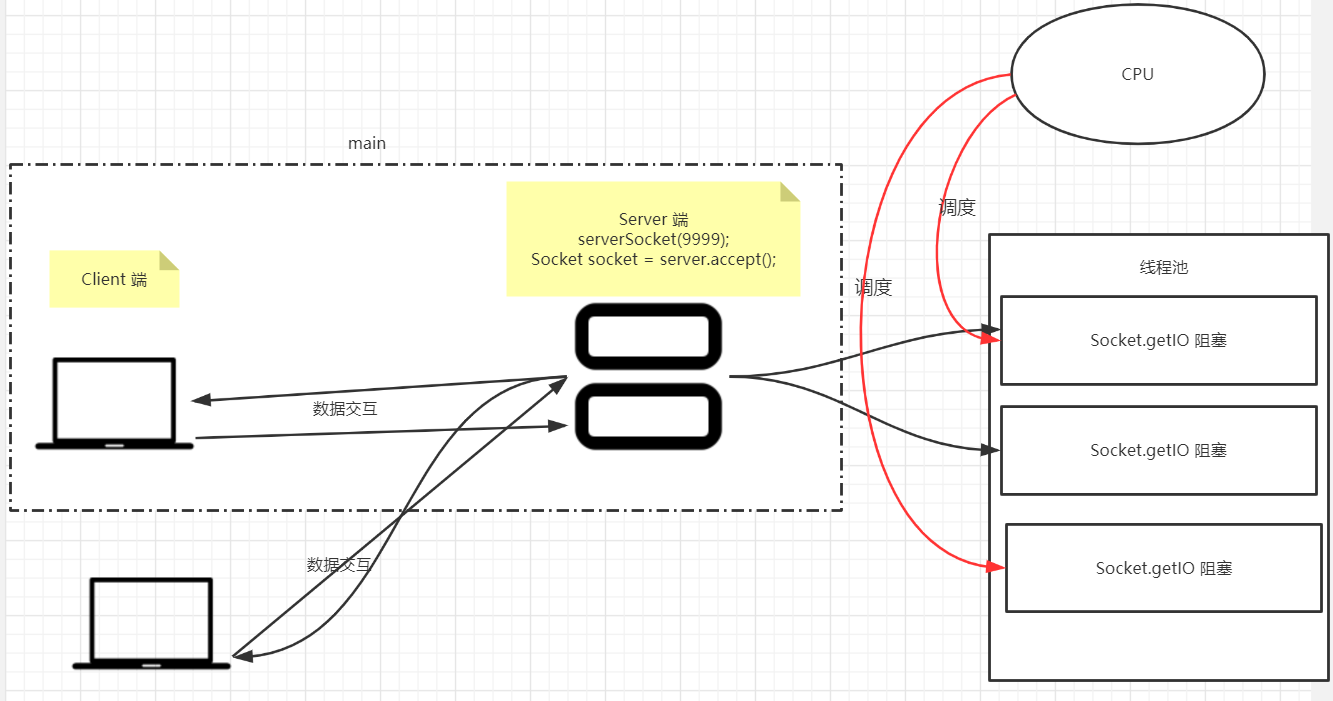 CPU
main
调度
Server 端
serverSocket(9999);
Socket socket = server.accept();
Client 端
调度
线程池
Socket.getIO 阻塞
数据交互
Socket.getIO 阻塞
数据交互
Socket.getIO 阻塞